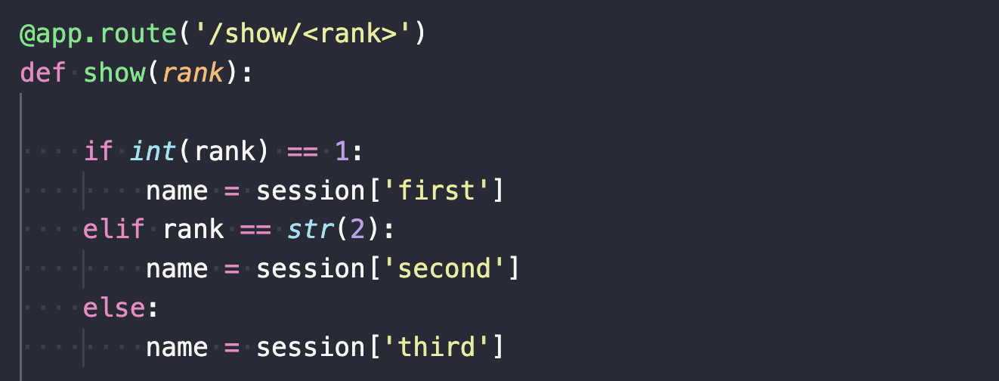 @app.route('/show/<rank>')
def show(rank):
if int(rank) == 1:
name = session['first']
elif rank == str(2):
name = session['second']
else:
name = session['third']